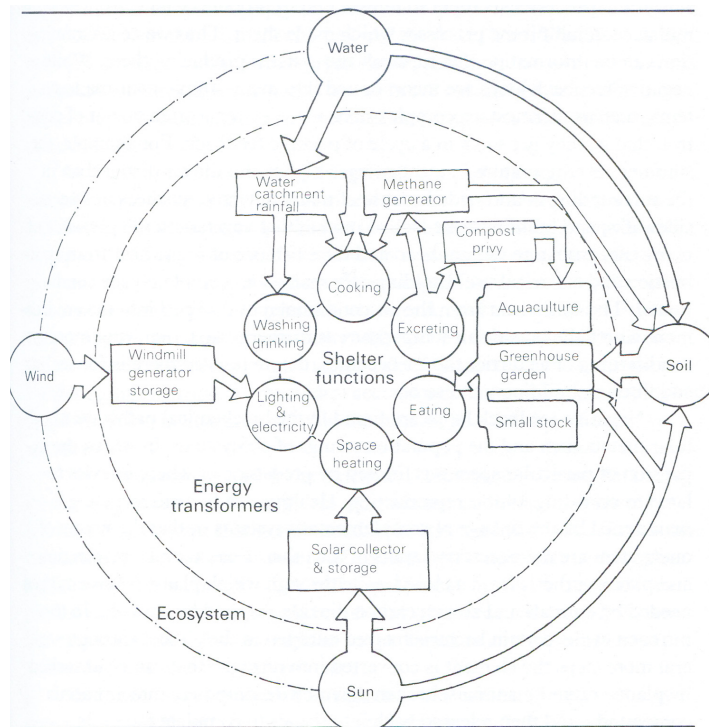 Water
Water
catchment
rainfall
Methane
generator
Compost
privy
Cooking
Washing
drinking
Excreting
Aquaculture
Shelter
functions
Wind
Windmill
generator
storage
Greenhouse
garden
Soil
Lighting
&
electricity
Eating
Small stock
Space
heating
Energy
transformers
Solar collector
& storage
Ecosystem
Sun